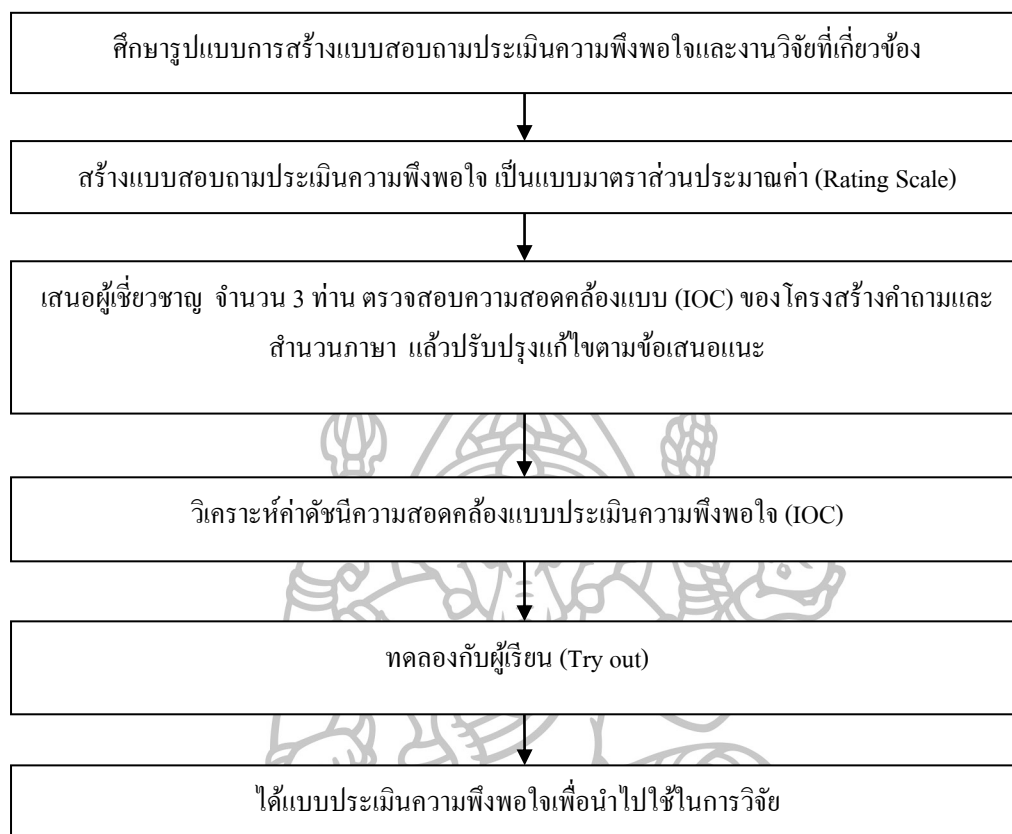 ศึกษารูปแบบการสร้างแบบสอบถามประเมินความพึงพอใจและงานวิจัยที่เกี่ยวข้อง
สร้างแบบสอบถามประเมินความพึงพอใจ เป็นแบบมาตราส่วนประมาณค่า (Rating Scale)
เสนอผู้เชี่ยวชาญ จำนวน 3 ท่าน ตรวจสอบความสอดคล้องแบบ (IOC) ของโครงสร้างคำถามและ
สำนวนภาษา แล้วปรับปรุงแก้ไขตามข้อเสนอแนะ
วิเคราะห์ค่าดัชนีความสอดคล้องแบบประเมินความพึงพอใจ (IOC)
ทดลองกับผู้เรียน (Try out)
ได้แบบประเมินความพึงพอใจเพื่อนำไปใช้ในการวิจัย